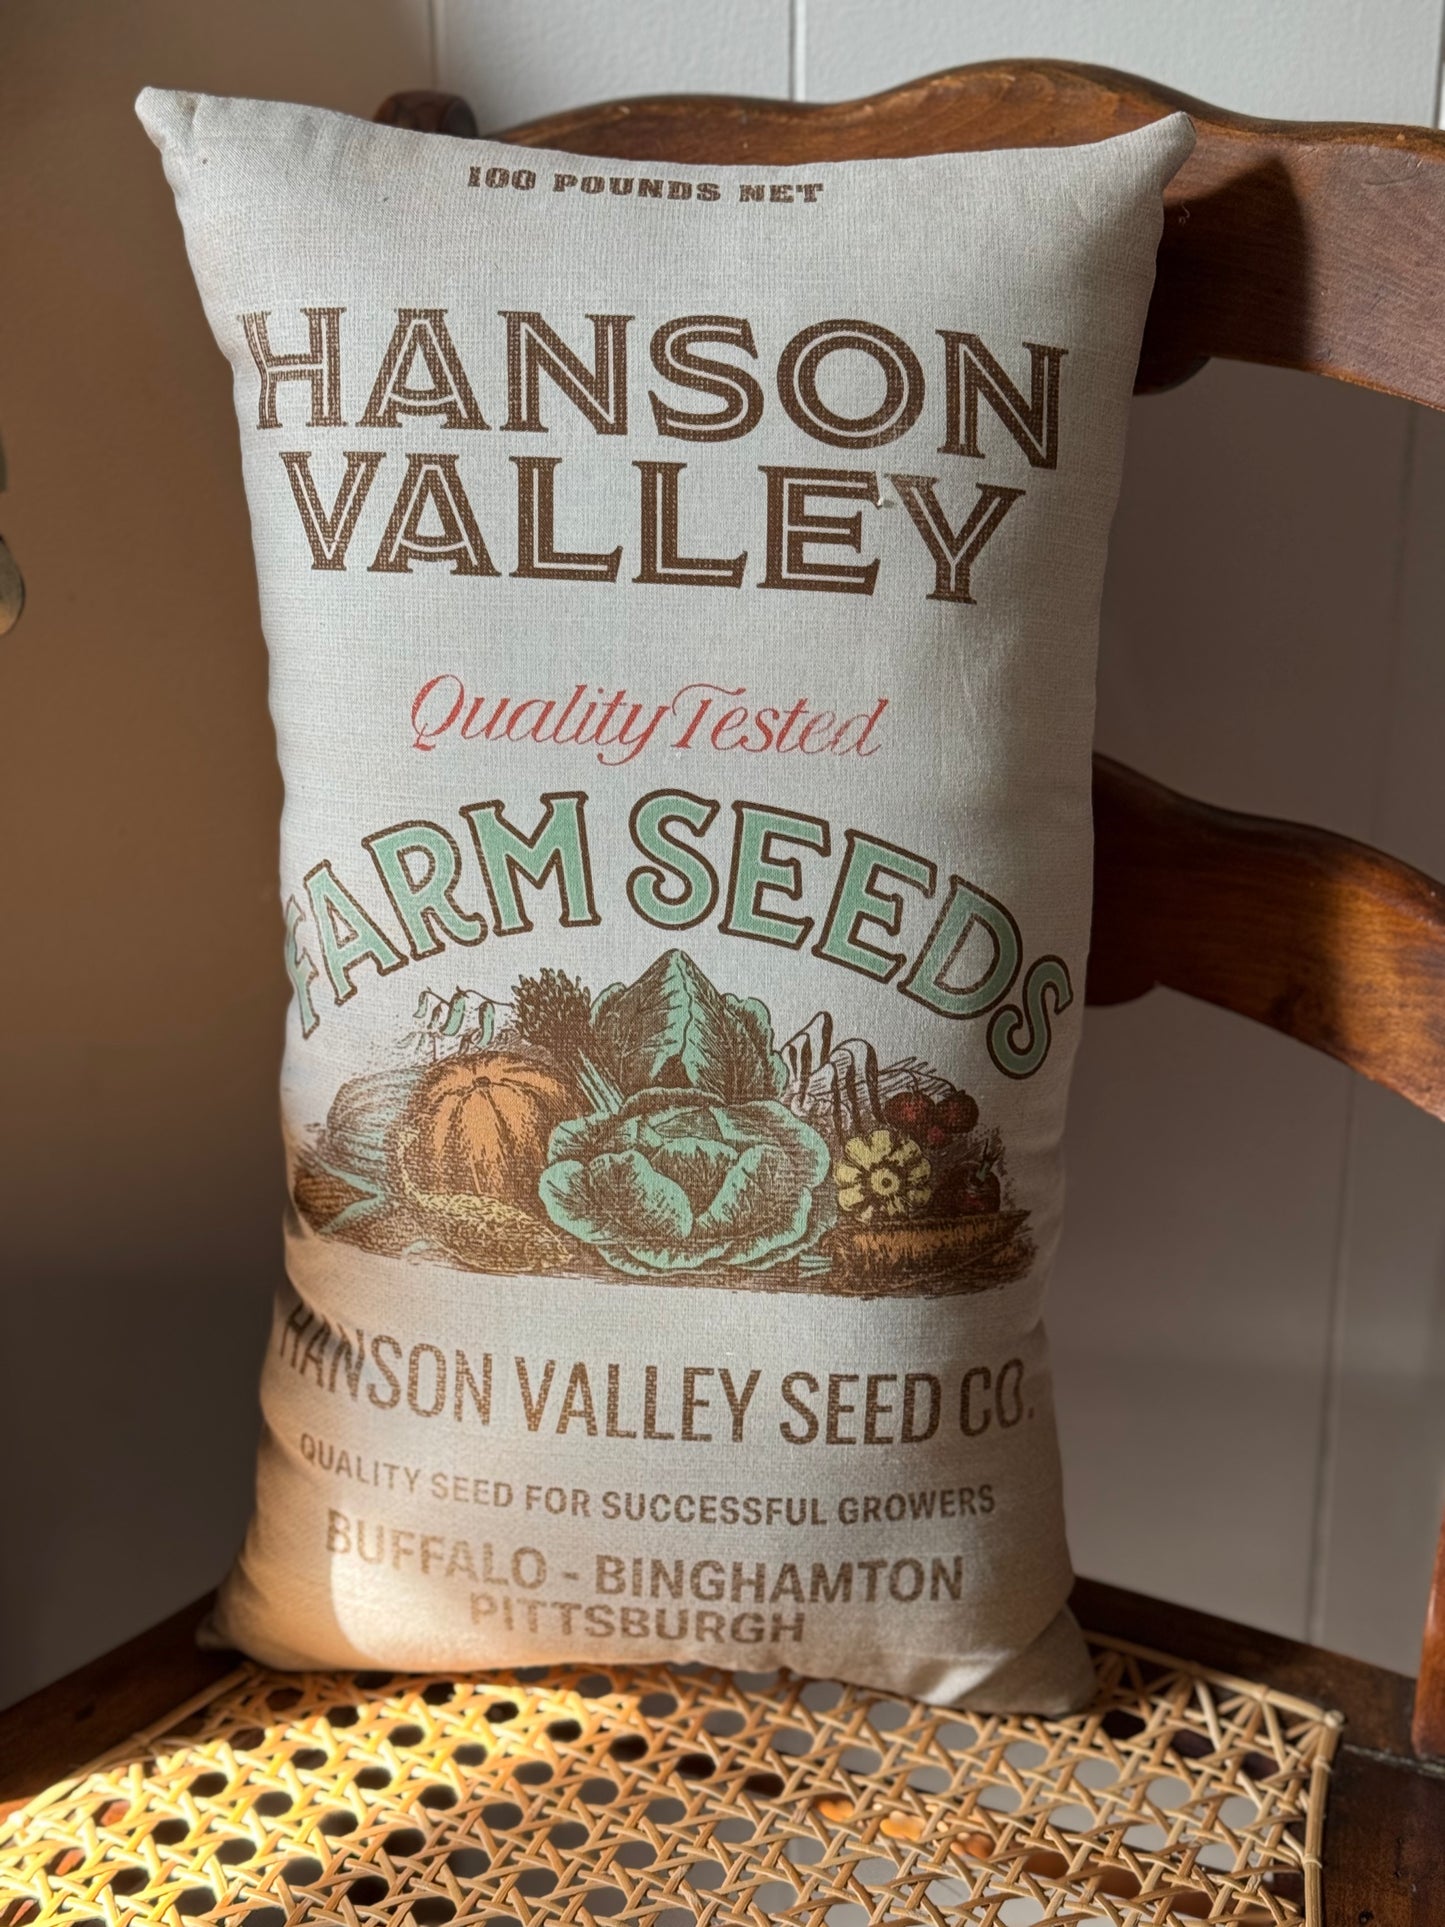 100 POUNDS NET
HANSON
VALLEY
Quality Tested
FARM SEEDS
HANSON VALLEY SEED CO.
QUALITY SEED FOR SUCCESSFUL GROWERS
BUFFALO - BINGHAMTON
PITTSBURGH